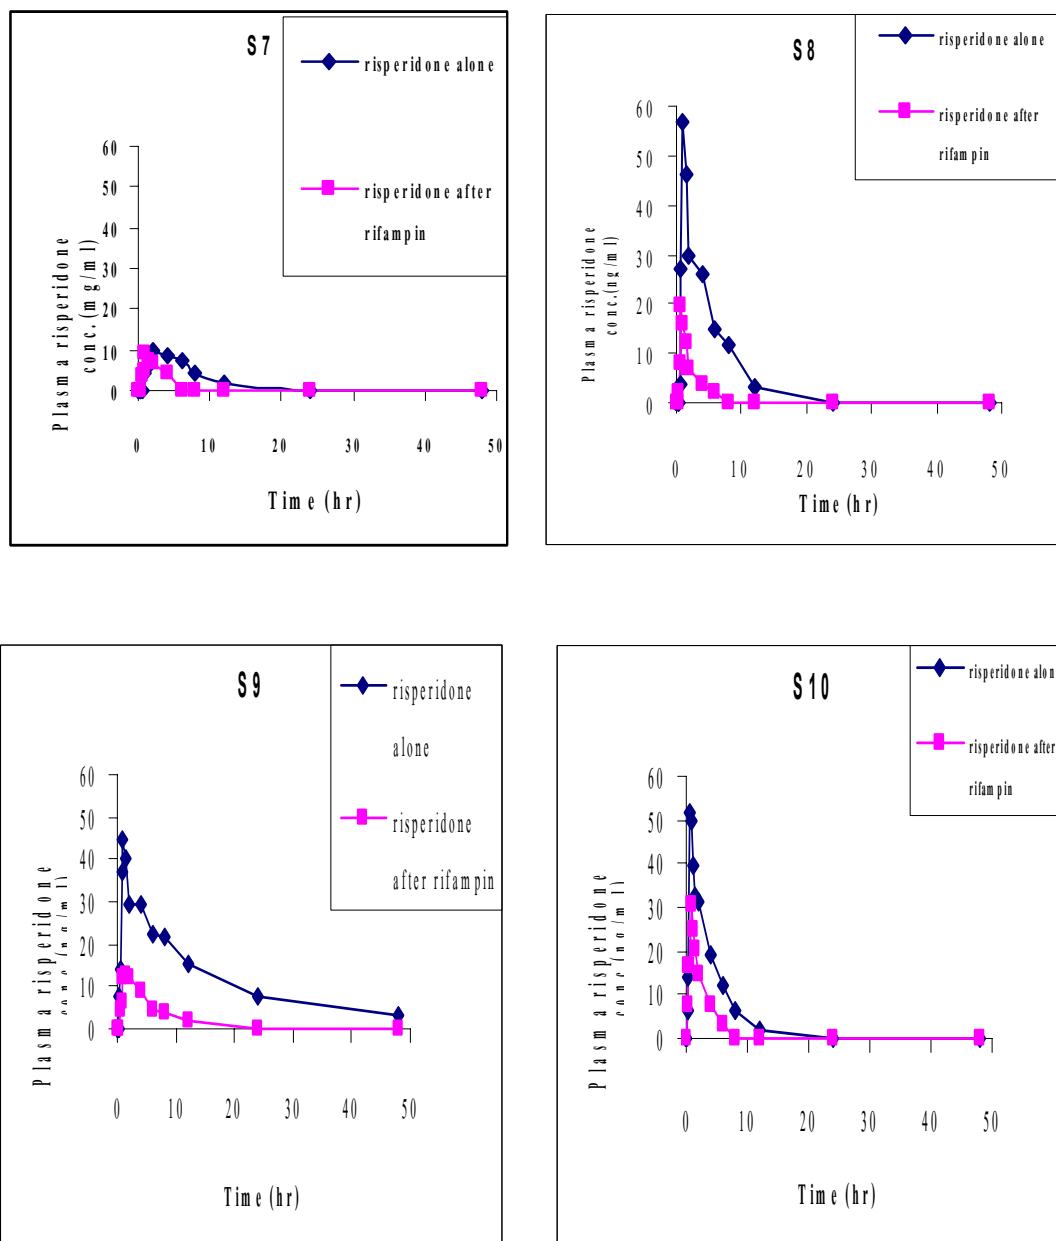 S7
risperidone alone
risperidone after
rifampin
60
50
40
30
20
10
0
Plasma risperidone
conc.(mg/ml)
0 10 20 30 40 50
Time (hr)
S8
risperidone alone
risperidone after
rifampin
60
50
40
30
20
10
0
Plasma risperidone
conc.(ng/ml)
0 10 20 30 40 50
Time (hr)
S9
risperidone
alone
risperidone
after rifampin
60
50
40
30
20
10
0
Plasma risperidone
0 10 20 30 40 50
Time (hr)
S10
risperidone alon
risperidone after
rifampin
60
50
40
30
20
10
0
Plasma risperidone
0 10 20 30 40 50
Time (hr)